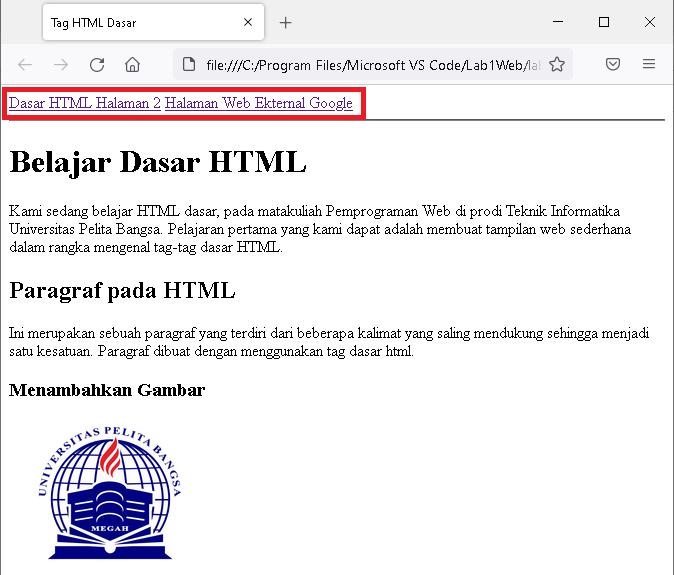 Tag HTML Dasar
file:///C:/Program Files/Microsoft VS Code/Lab1Web/lab
Dasar HTML Halaman 2 Halaman Web Ekternal Google
Belajar Dasar HTML
Kami sedang belajar HTML dasar, pada matakuliah Pemprograman Web di prodi Teknik Informatika
Universitas Pelita Bangsa. Pelajaran pertama yang kami dapat adalah membuat tampilan web sederhana
dalam rangka mengenal tag-tag dasar HTML.
Paragraf pada HTML
Ini merupakan sebuah paragraf yang terdiri dari beberapa kalimat yang saling mendukung sehingga menjadi
satu kesatuan. Paragraf dibuat dengan menggunakan tag dasar html.
Menambahkan Gambar
UNIVERSITAS PELITA BANGSA
MEGAH